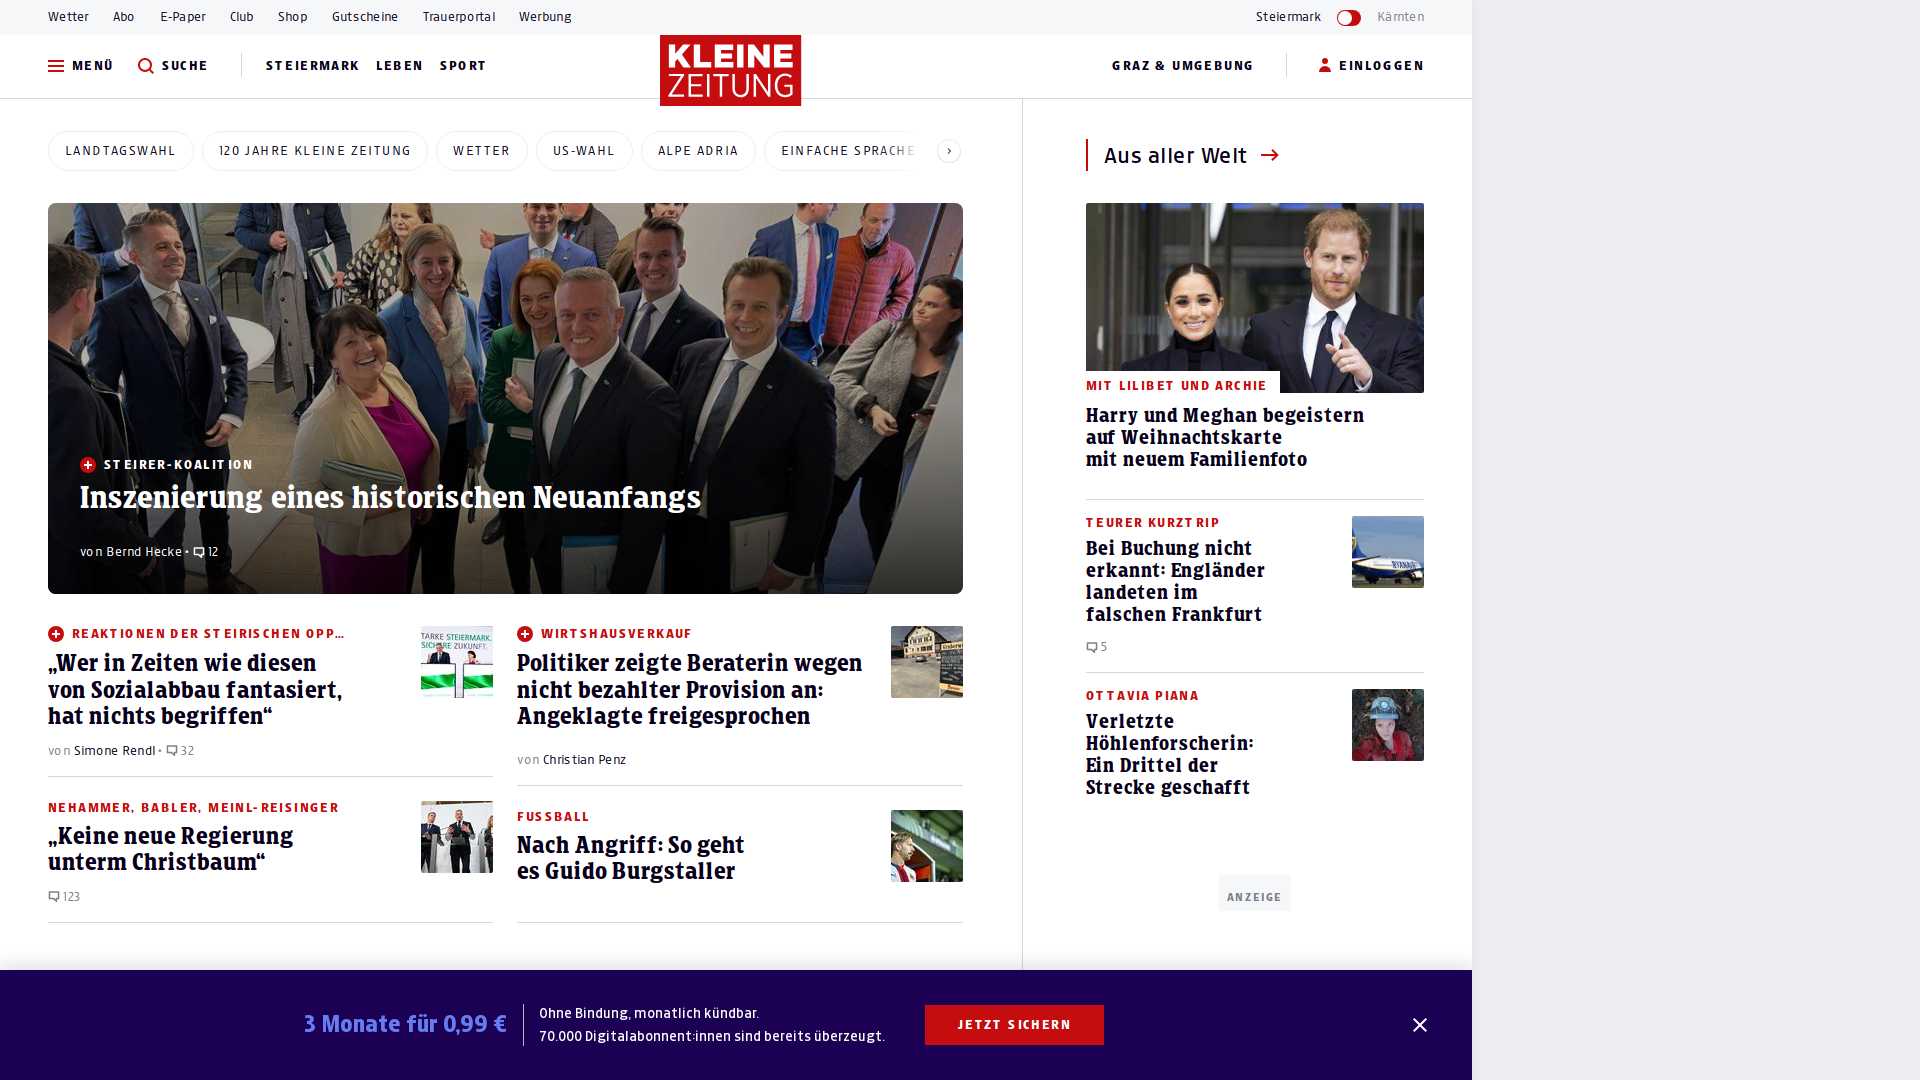 Wetter Abo E-Paper Club Shop Gutscheine Trauerportal Werbung
Steiermark Kärnten
MENÜ SUCHE STEIERMARK LEBEN SPORT
KLEINE
ZEITUNG
GRAZ & UMGEBUNG EINLOGGEN
LANDTAGSWAHL 120 JAHRE KLEINE ZEITUNG WETTER US-WAHL ALPE ADRIA EINFACHE SPRACHE
STEIRER-KOALITION
Inszenierung eines historischen Neuanfangs
von Bernd Hecke • 12
REAKTIONEN DER STEIRISCHEN OPP…
„Wer in Zeiten wie diesen
von Sozialabbau fantasiert,
hat nichts begriffen“
von Simone Rendl • 32
TARKE STEIERMARK.
SICHERE ZUKUNFT.
NEHAMMER, BABLER, MEINL-REISINGER
„Keine neue Regierung
unterm Christbaum“
123
WIRTSHAUSVERKAUF
Politiker zeigte Beraterin wegen
nicht bezahlter Provision an:
Angeklagte freigesprochen
von Christian Penz
FUSSBALL
Nach Angriff: So geht
es Guido Burgstaller
Aus aller Welt
MIT LILIBET UND ARCHIE
Harry und Meghan begeistern
auf Weihnachtskarte
mit neuem Familienfoto
TEURER KURZTRIP
Bei Buchung nicht
erkannt: Engländer
landeten im
falschen Frankfurt
5
RYANAIR
OTTAVIA PIANA
Verletzte
Höhlenforscherin:
Ein Drittel der
Strecke geschafft
ANZEIGE
3 Monate für 0,99 €
Ohne Bindung, monatlich kündbar.
70.000 Digitalabonnent:innen sind bereits überzeugt.
JETZT SICHERN